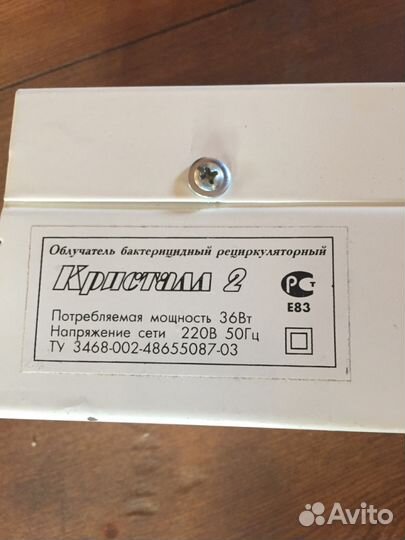 Облучатель бактерицидный рециркуляторный
Кристалл 2
РСТ
Е83
Потребляемая мощность 36Вт
Напряжение сети 220В 50Гц
ТУ 3468-002-48655087-03
Avito